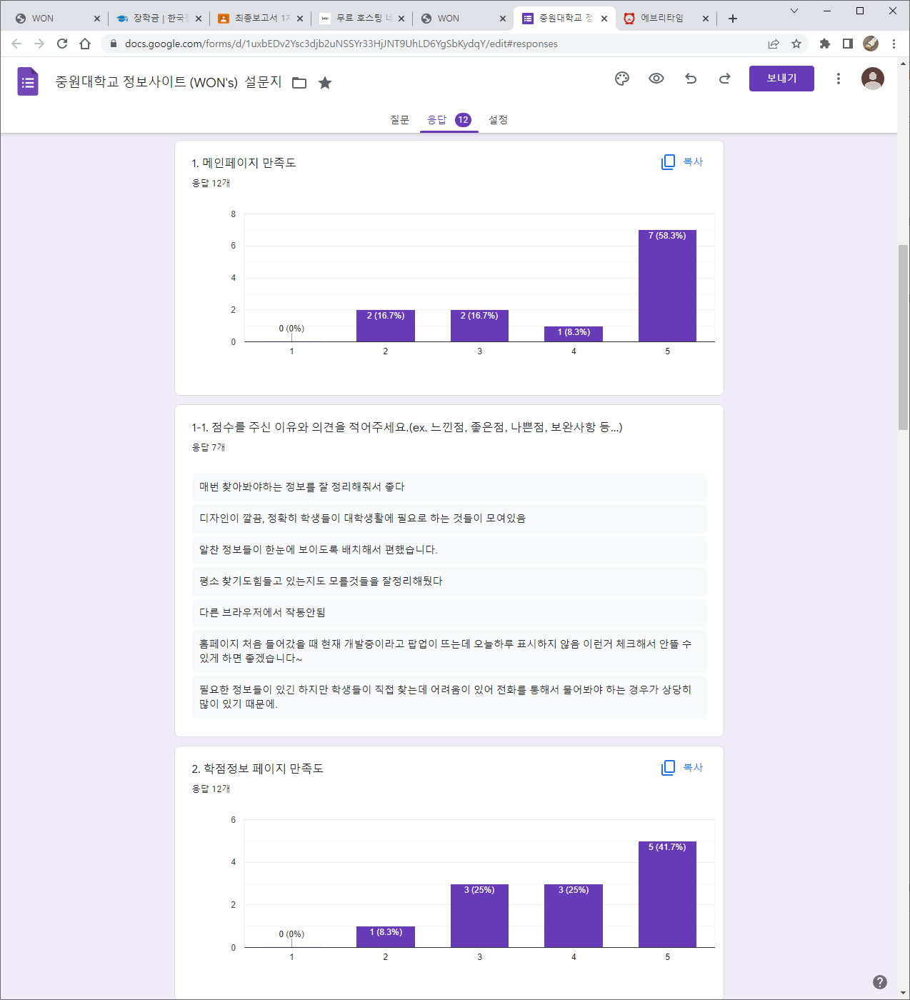 WON
장학금 | 한국장
최종보고서 1차
무료 호스팅 네
WON
중원대학교 정
에브리타임
docs.google.com/forms/d/1uxbEDv2Ysc3djb2uNSSYr33HjJNT9UhLD6YgSbKydqY/edit#responses
중원대학교 정보사이트 (WON's) 설문지
보내기
질문
응답 12
설정
1. 메인페이지 만족도
복사
응답 12개
8
6
4
2
0
0 (0%)
2 (16.7%)
2 (16.7%)
1 (8.3%)
7 (58.3%)
1
2
3
4
5
1-1. 점수를 주신 이유와 의견을 적어주세요.(ex. 느낀점, 좋은점, 나쁜점, 보완사항 등...)
응답 7개
매번 찾아봐야하는 정보를 잘 정리해줘서 좋다
디자인이 깔끔, 정확히 학생들이 대학생활에 필요로 하는 것들이 모여있음
알찬 정보들이 한눈에 보이도록 배치해서 편했습니다.
평소 찾기도힘들고 있는지도 모를것들을 잘정리해뒀다
다른 브라우저에서 작동안됨
홈페이지 처음 들어갔을 때 현재 개발중이라고 팝업이 뜨는데 오늘하루 표시하지 않음 이런거 체크해서 안뜰 수
있게 하면 좋겠습니다~
필요한 정보들이 있긴 하지만 학생들이 직접 찾는데 어려움이 있어 전화를 통해서 물어봐야 하는 경우가 상당히
많이 있기 때문에.
2. 학점정보 페이지 만족도
복사
응답 12개
6
4
2
0
0 (0%)
1 (8.3%)
3 (25%)
3 (25%)
5 (41.7%)
1
2
3
4
5